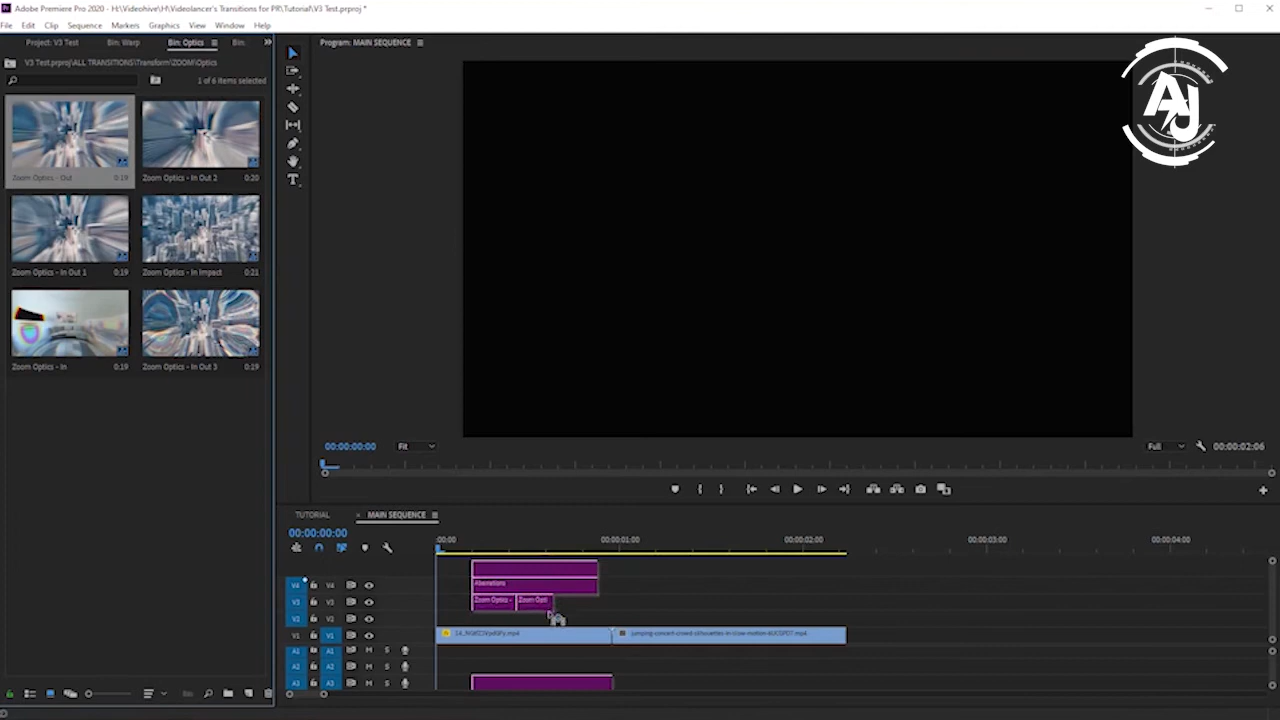 Adobe Premiere Pro 2020 - H:\Videohive\H\Videolancer's Transitions for PR\Tutorial\V3 Test.prproj *
File Edit Clip Sequence Markers Graphics View Window Help
Project: V3 Test Bin: Warp Bin: Optics Bin:
V3 Test.prproj\ALL TRANSITIONS\Transform\ZOOM\Optics
1 of 6 items selected
Zoom Optics - Out 0:19
Zoom Optics - In Out 2 0:20
Zoom Optics - In Out 1 0:19
Zoom Optics - In Impact 0:21
Zoom Optics - In 0:19
Zoom Optics - In Out 3 0:19
Program: MAIN SEQUENCE
AJ
00:00:00:00 Fit Full 00:00:02:06
TUTORIAL × MAIN SEQUENCE
00:00:00:00
:00:00 00:00:01:00 00:00:02:00 00:00:03:00 00:00:04:00
V4 V4 Aberrations
V3 V3 Zoom Optics - Zoom Opti
V2 V2
V1 V1 jumping-concert-crowd-silhouettes-in-slow-motion
A1 A1 M S
A2 A2 M S
A3 A3 M S